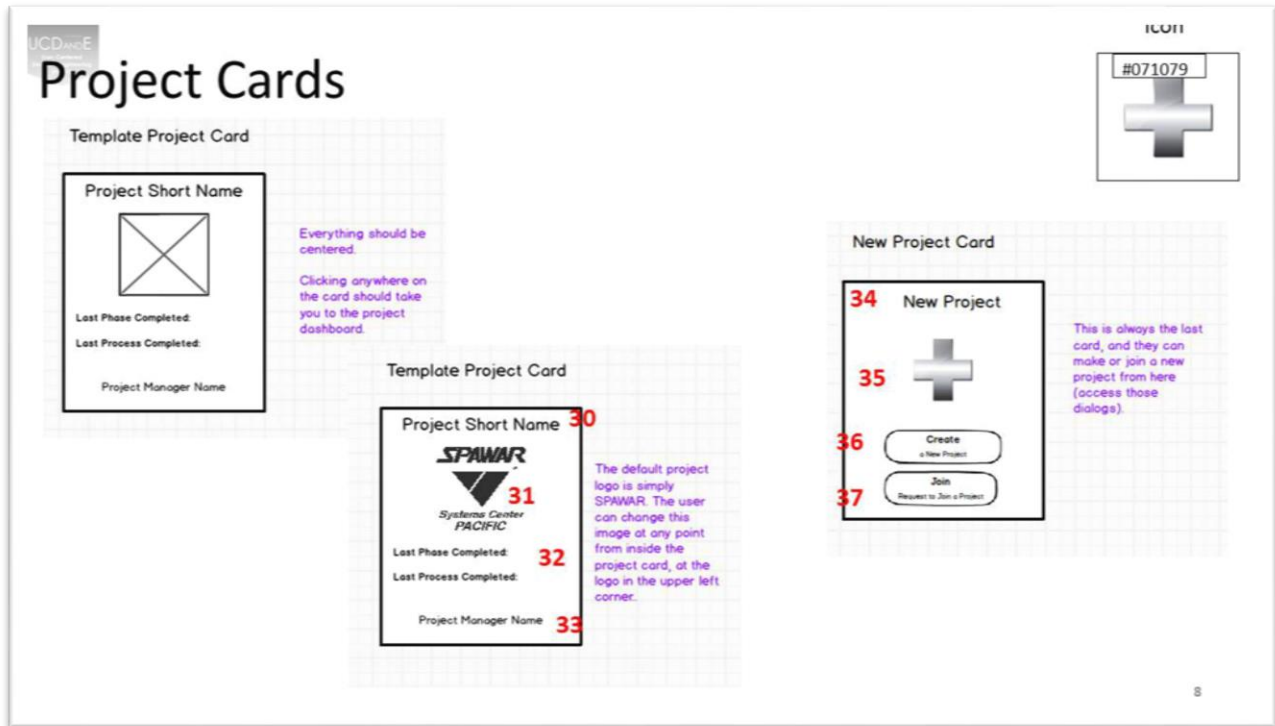 UCDANDE
Project Cards
Icon
#071079
Template Project Card
Project Short Name
Last Phase Completed:
Last Process Completed:
Project Manager Name
Everything should be
centered.
Clicking anywhere on
the card should take
you to the project
dashboard.
Template Project Card
Project Short Name
30
SPAWAR
31
Systems Center
PACIFIC
Last Phase Completed:
32
Last Process Completed:
Project Manager Name
33
The default project
logo is simply
SPAWAR. The user
can change this
image at any point
from inside the
project card, at the
logo in the upper left
corner.
New Project Card
34
New Project
35
36
Create
a New Project
37
Join
Request to Join a Project
This is always the last
card, and they can
make or join a new
project from here
(access those
dialogs).
8